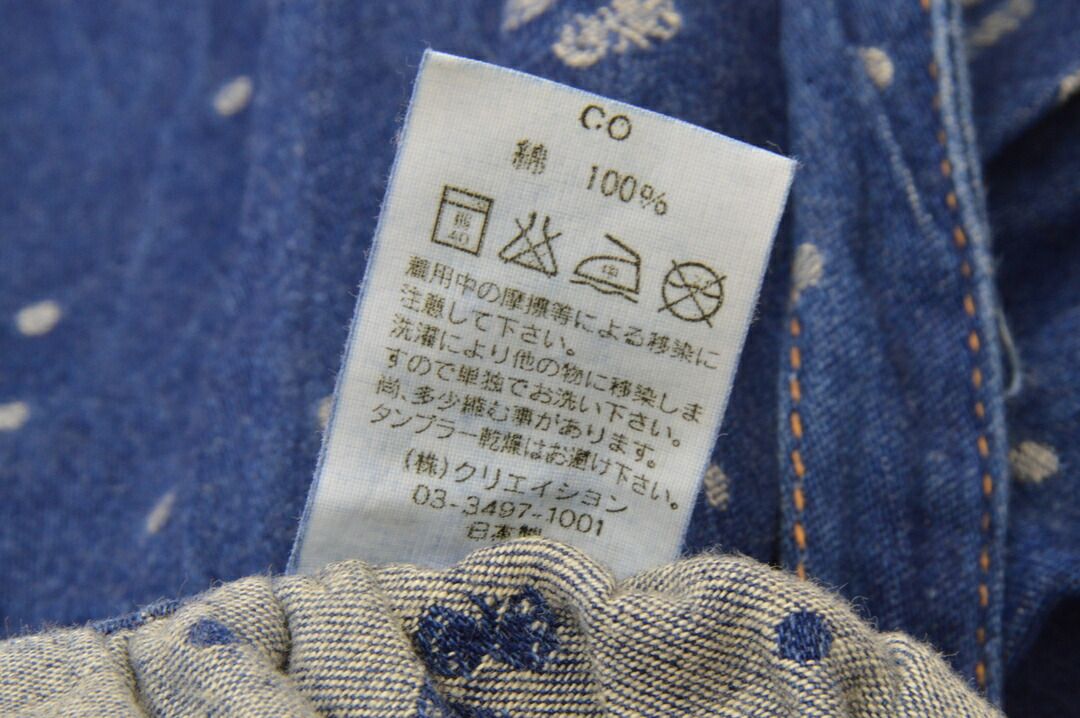 CO
綿 100%
弱
40
中
着用中の摩擦等による移染に
注意して下さい。
洗濯により他の物に移染しま
すので単独でお洗い下さい。
尚、多少縮む事があります。
タンブラー乾燥はお避け下さい。
(株)クリエイション
03-3497-1001
日本製